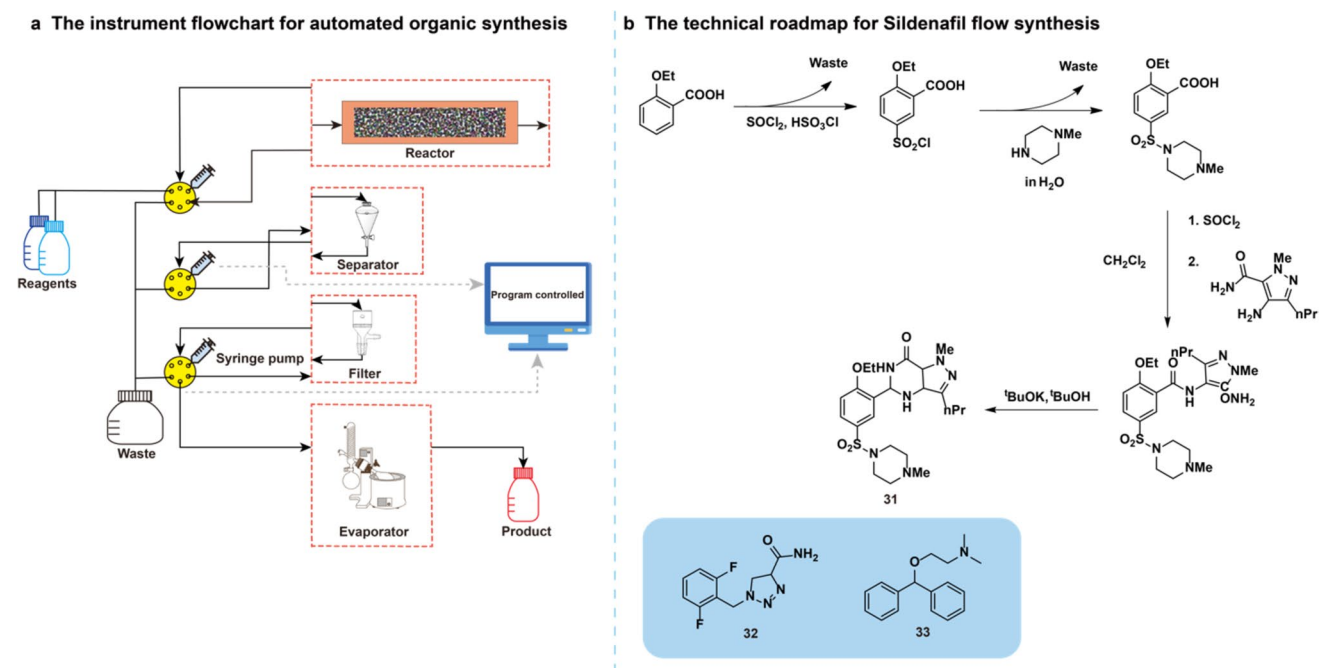 a The instrument flowchart for automated organic synthesis
Reactor
Reagents
Separator
Program controlled
Syringe pump
Filter
Waste
Evaporator
Product
b The technical roadmap for Sildenafil flow synthesis
OEt
COOH
Waste
SOCl₂, HSO₃Cl
OEt
COOH
SO₂Cl
Waste
NMe
HN
in H₂O
OEt
COOH
O₂S
N
NMe
1. SOCl₂
CH₂Cl₂
2.
O
Me
N
N
H₂N
H₂N
nPr
OEt
nPr
O
N
NMe
N
H
C
ONH₂
O₂S
N
NMe
ᵗBuOK, ᵗBuOH
O
Me
N
N
OEtHN
N
H
nPr
O₂S
N
NMe
31
O
NH₂
F
N
N
N
F
32
O
N
33